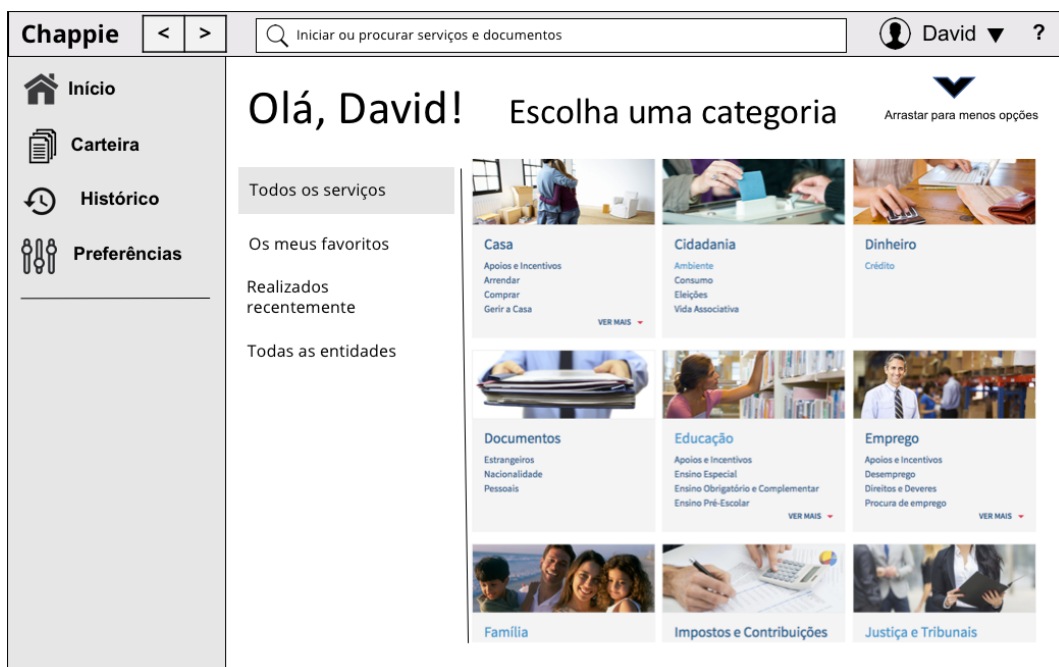 Chappie < >
Iniciar ou procurar serviços e documentos
David ▼ ?
Início
Carteira
Histórico
Preferências
Olá, David!
Escolha uma categoria
Arrastar para menos opções
Todos os serviços
Os meus favoritos
Realizados
recentemente
Todas as entidades
Casa
Apoios e Incentivos
Arrendar
Comprar
Gerir a Casa
VER MAIS
Cidadania
Ambiente
Consumo
Eleições
Vida Associativa
Dinheiro
Crédito
Documentos
Estrangeiros
Nacionalidade
Pessoais
Educação
Apoios e Incentivos
Ensino Especial
Ensino Obrigatório e Complementar
Ensino Pré-Escolar
VER MAIS
Emprego
Apoios e Incentivos
Desemprego
Direitos e Deveres
Procura de emprego
VER MAIS
Família
Impostos e Contribuições
Justiça e Tribunais